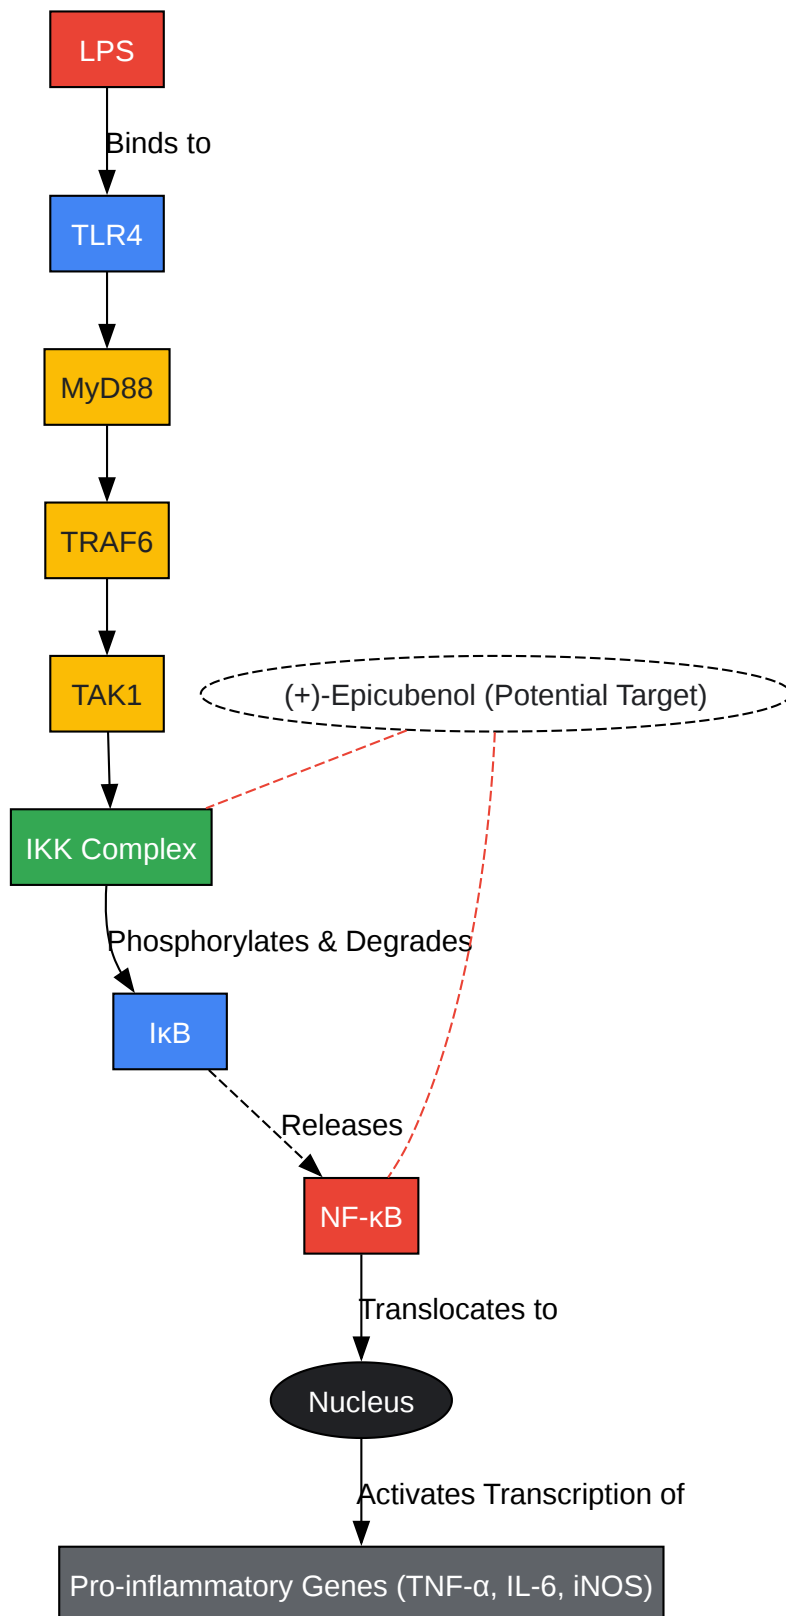 LPS
Binds to
TLR4
MyD88
TRAF6
TAK1
(+)-Epicubenol (Potential Target)
IKK Complex
Phosphorylates & Degrades
IκB
Releases
NF-κB
Translocates to
Nucleus
Activates Transcription of
Pro-inflammatory Genes (TNF-α, IL-6, iNOS)